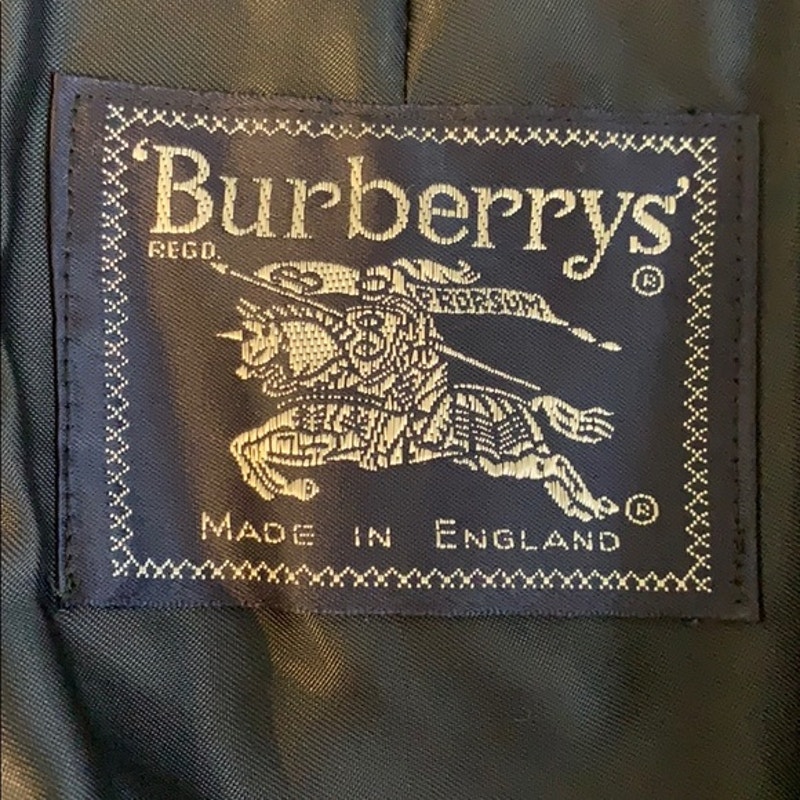 'Burberrys'
REGD.
®
PRORSUM
®
MADE IN ENGLAND